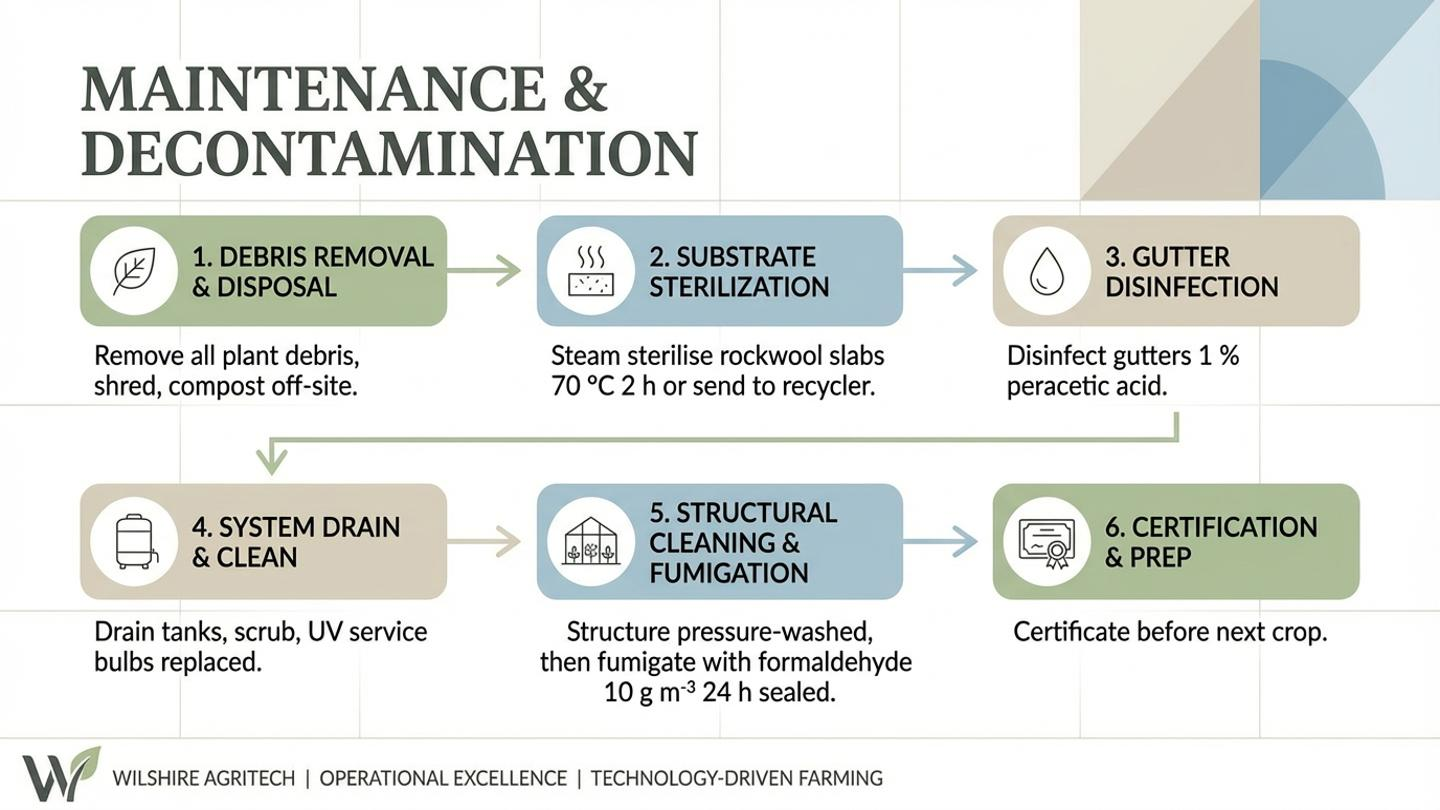 MAINTENANCE &
DECONTAMINATION
1. DEBRIS REMOVAL
& DISPOSAL
Remove all plant debris,
shred, compost off-site.
2. SUBSTRATE
STERILIZATION
Steam sterilise rockwool slabs
70 °C 2 h or send to recycler.
3. GUTTER
DISINFECTION
Disinfect gutters 1 %
peracetic acid.
4. SYSTEM DRAIN
& CLEAN
Drain tanks, scrub, UV service
bulbs replaced.
5. STRUCTURAL
CLEANING &
FUMIGATION
Structure pressure-washed,
then fumigate with formaldehyde
10 g m⁻³ 24 h sealed.
6. CERTIFICATION
& PREP
Certificate before next crop.
W WILSHIRE AGRITECH | OPERATIONAL EXCELLENCE | TECHNOLOGY-DRIVEN FARMING